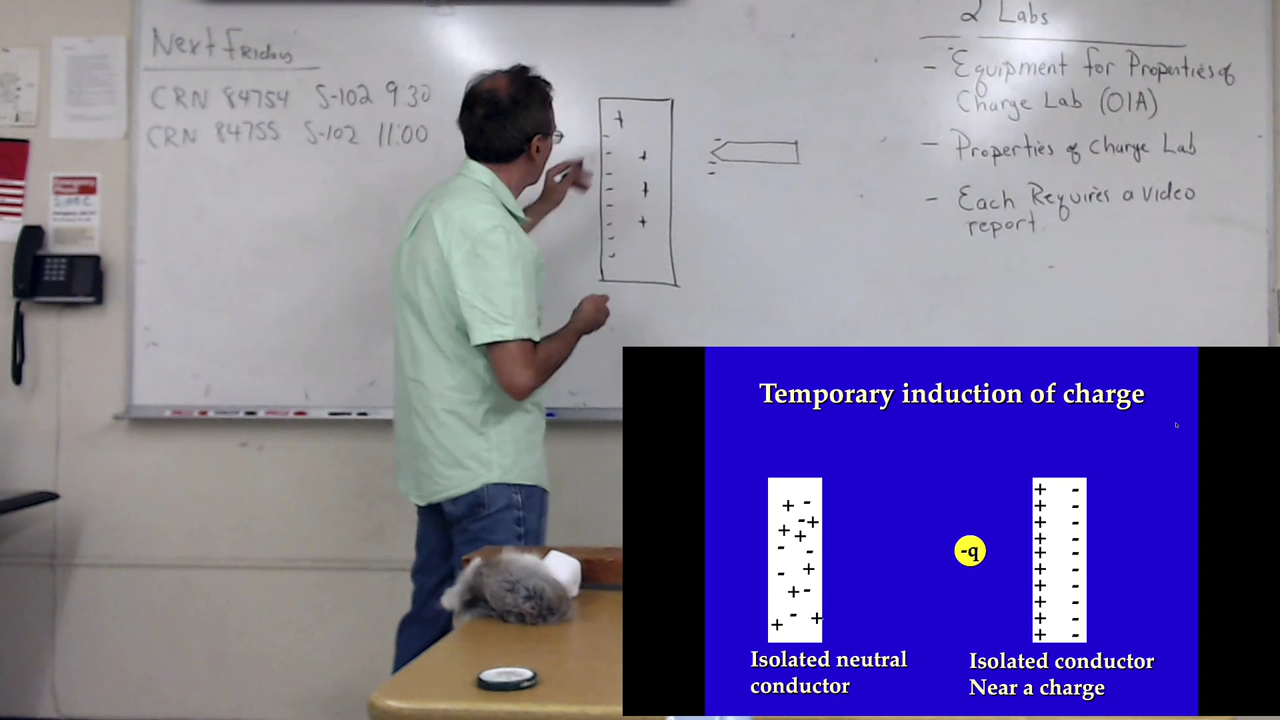 Next Friday
CRN 84754 S-102 9:30
CRN 84755 S-102 11:00
2 Labs
- Equipment for Properties of
Charge Lab (01A)
- Properties of Charge Lab
- Each Requires a video
report
Temporary induction of charge
-q
Isolated neutral
conductor
Isolated conductor
Near a charge